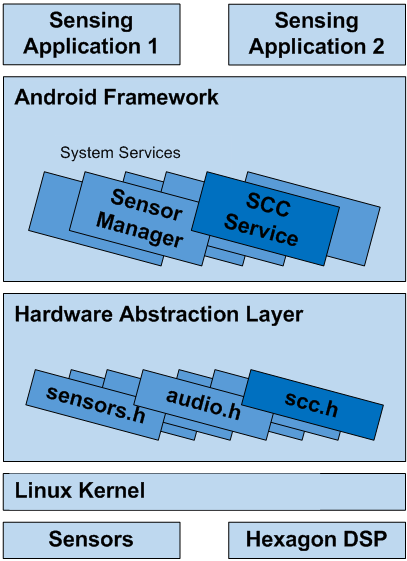 Sensing
Application 1
Sensing
Application 2
Android Framework
System Services
Sensor
Manager
SCC
Service
Hardware Abstraction Layer
sensors.h
audio.h
scc.h
Linux Kernel
Sensors
Hexagon DSP